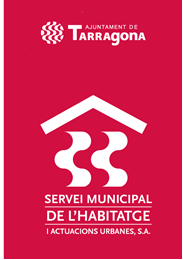 AJUNTAMENT DE
TARRAGONA
SERVEI MUNICIPAL
DE L'HABITATGE
I ACTUACIONS URBANES, S.A.